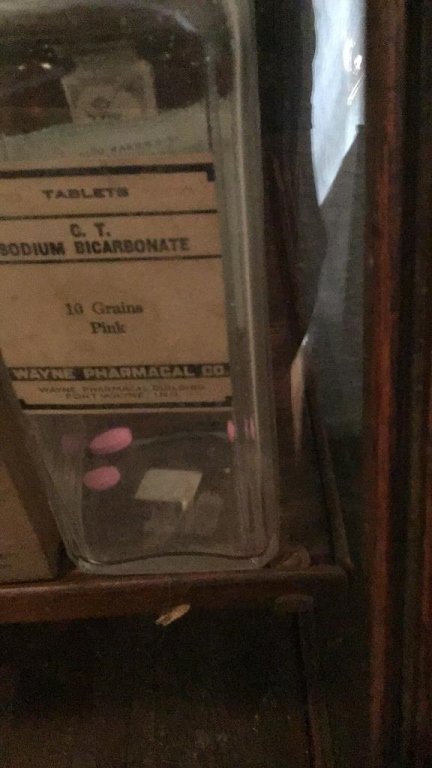 TABLETS
C. T.
SODIUM BICARBONATE
10 Grains
Pink
WAYNE PHARMACAL CO.
WAYNE PHARMACAL BUILDING
FORT WAYNE, IND.